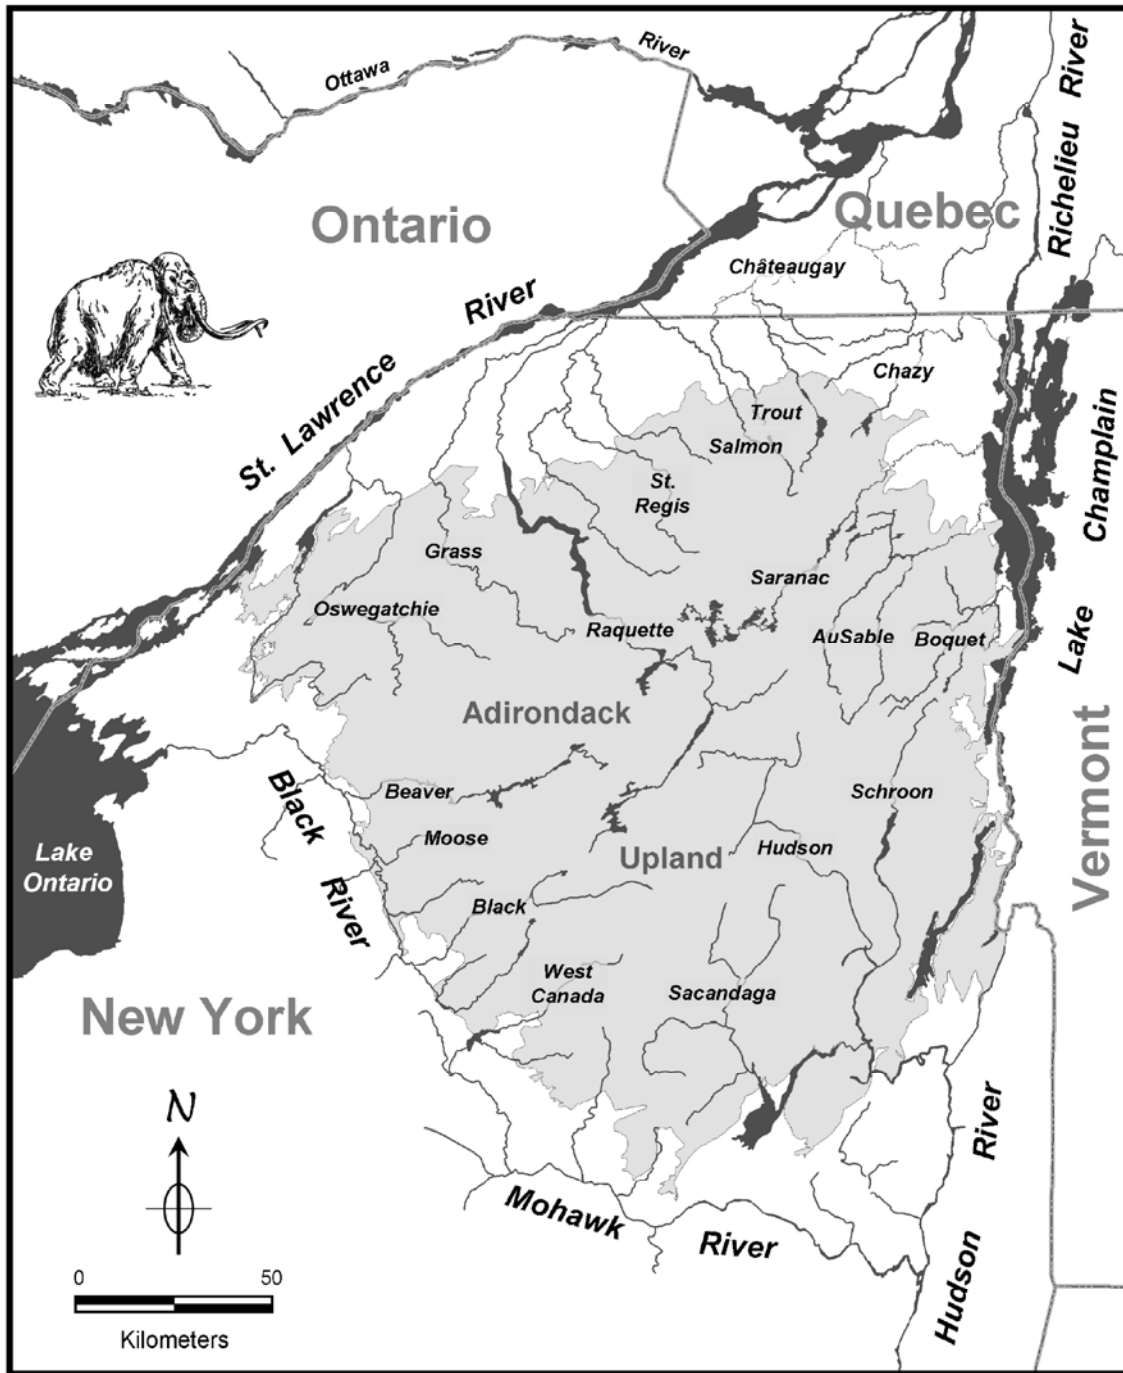 Ottawa
River
Richelieu River
Ontario
Quebec
Châteaugay
St. Lawrence
River
Chazy
Trout
Salmon
St.
Regis
Lake Champlain
Grass
Saranac
Oswegatchie
Raquette
AuSable
Boquet
Adirondack
Vermont
Black
River
Beaver
Schroon
Moose
Hudson
Upland
Lake
Ontario
Black
West
Canada
Sacandaga
New York
N
Mohawk
River
Hudson
River
0
50
Kilometers